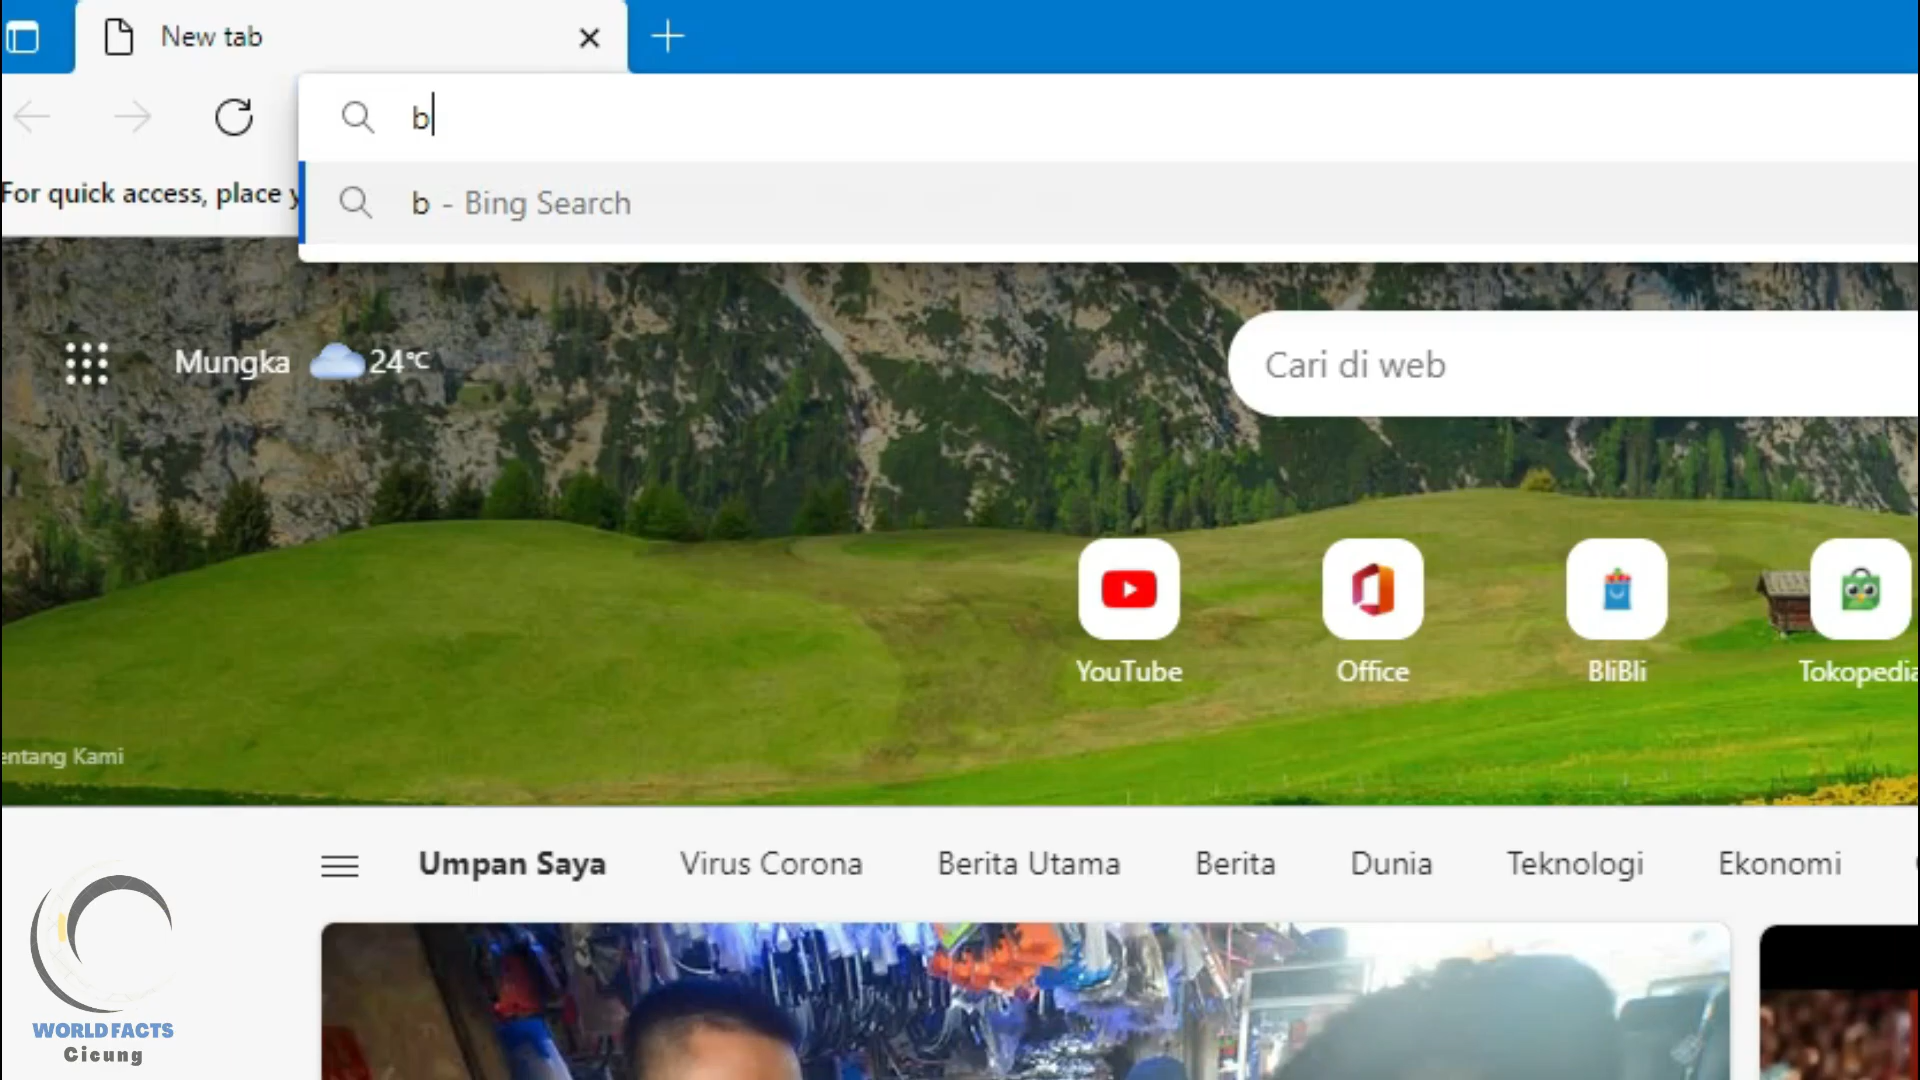 New tab
b
b - Bing Search
For quick access, place y
Mungka 24°C
Cari di web
YouTube Office BliBli Tokopedia
entang Kami
Umpan Saya Virus Corona Berita Utama Berita Dunia Teknologi Ekonomi
WORLD FACTS
Cicung